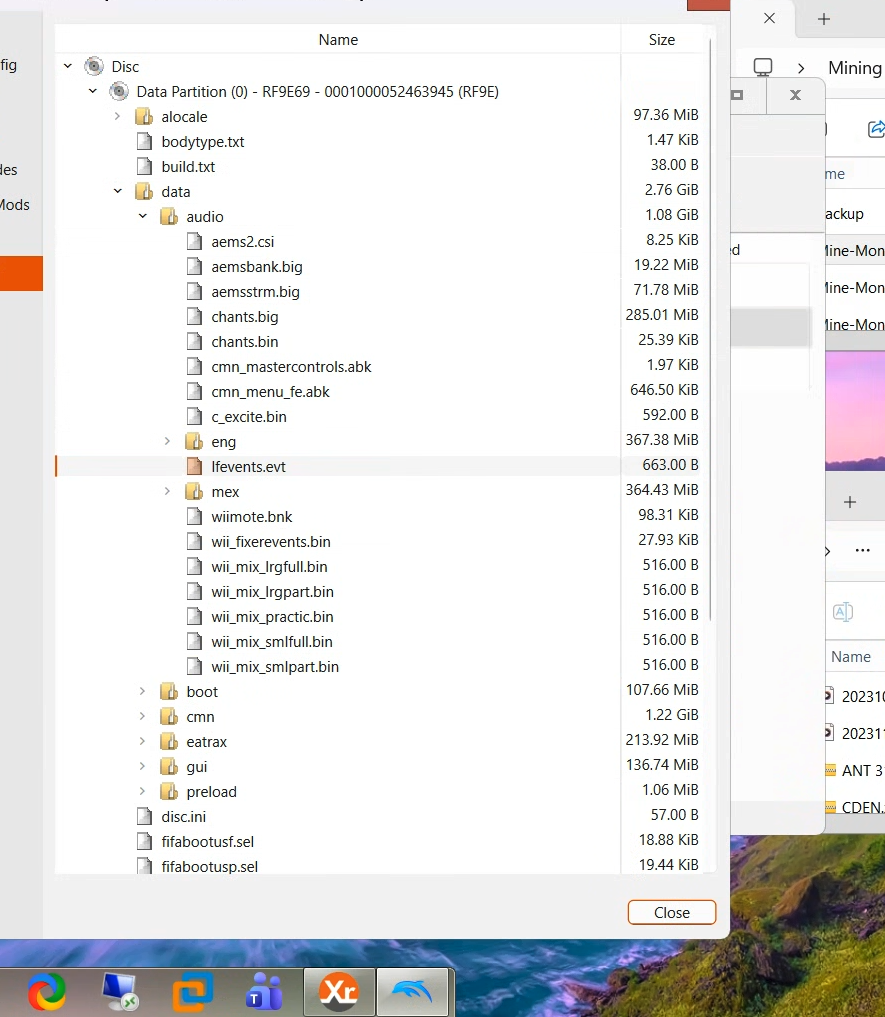 Name Size
fig
Disc
Data Partition (0) - RF9E69 - 0001000052463945 (RF9E)
alocale 97.36 MiB
bodytype.txt 1.47 KiB
build.txt 38.00 B
des
data 2.76 GiB
Mods
audio 1.08 GiB
aems2.csi 8.25 KiB
aemsbank.big 19.22 MiB
aemsstrm.big 71.78 MiB
chants.big 285.01 MiB
chants.bin 25.39 KiB
cmn_mastercontrols.abk 1.97 KiB
cmn_menu_fe.abk 646.50 KiB
c_excite.bin 592.00 B
eng 367.38 MiB
lfevents.evt 663.00 B
mex 364.43 MiB
wiimote.bnk 98.31 KiB
wii_fixerevents.bin 27.93 KiB
wii_mix_lrgfull.bin 516.00 B
wii_mix_lrgpart.bin 516.00 B
wii_mix_practic.bin 516.00 B
wii_mix_smlfull.bin 516.00 B
wii_mix_smlpart.bin 516.00 B
boot 107.66 MiB
cmn 1.22 GiB
eatrax 213.92 MiB
gui 136.74 MiB
preload 1.06 MiB
disc.ini 57.00 B
fifabootusf.sel 18.88 KiB
fifabootusp.sel 19.44 KiB
Close
Mining
me
ackup
ed
Mine-Mon
Mine-Mon
Mine-Mon
A
Name
202310
20231
ANT 3
CDEN.
T
Xr